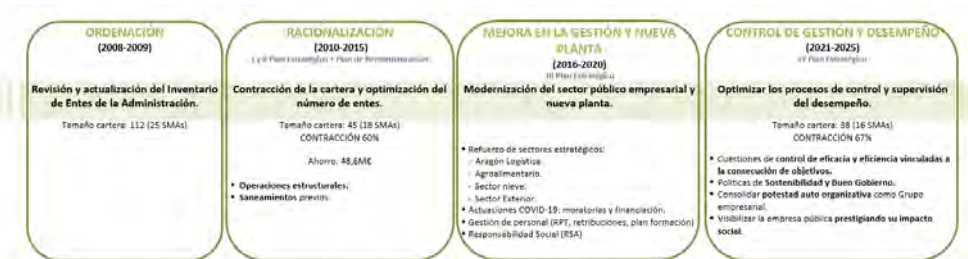 ORDENACIÓN
(2008-2009)
Revisión y actualización del Inventario
de Entes de la Administración.
Tamaño cartera: 112 (25 SMAs)
RACIONALIZACIÓN
(2010-2015)
I y II Plan Estratégico + Plan de Reestructuración
Contracción de la cartera y optimización del
número de entes.
Tamaño cartera: 45 (18 SMAs)
CONTRACCIÓN 60%
Ahorro: 48,6M€
• Operaciones estructurales.
• Saneamientos previos.
MEJORA EN LA GESTIÓN Y NUEVA
PLANTA
(2016-2020)
III Plan Estratégico
Modernización del sector público empresarial y
nueva planta.
• Refuerzo de sectores estratégicos:
- Aragón Logística.
- Agroalimentario.
- Sector nieve.
- Sector Exterior.
• Actuaciones COVID-19: moratorias y financiación.
• Gestión de personal (RPT, retribuciones, plan formación)
• Responsabilidad Social (RSA)
CONTROL DE GESTIÓN Y DESEMPEÑO
(2021-2025)
IV Plan Estratégico
Optimizar los procesos de control y supervisión
del desempeño.
Tamaño cartera: 38 (16 SMAs)
CONTRACCIÓN 67%
• Cuestiones de control de eficacia y eficiencia vinculadas a
la consecución de objetivos.
• Políticas de Sostenibilidad y Buen Gobierno.
• Consolidar potestad auto organizativa como Grupo
empresarial.
• Visibilizar la empresa pública prestigiando su impacto
social.